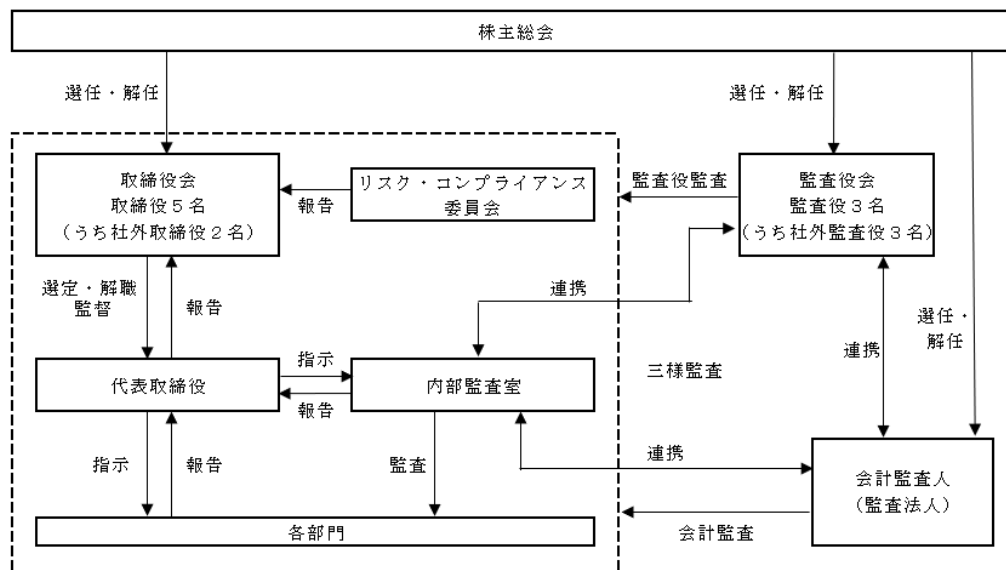 株主総会
選任・解任
選任・解任
取締役会
取締役５名
（うち社外取締役２名）
報告
リスク・コンプライアンス
委員会
監査役監査
監査役会
監査役３名
（うち社外監査役３名）
選定・解職
監督
報告
連携
選任・
解任
連携
代表取締役
指示
報告
内部監査室
三様監査
指示
報告
監査
連携
会計監査人
（監査法人）
各部門
会計監査